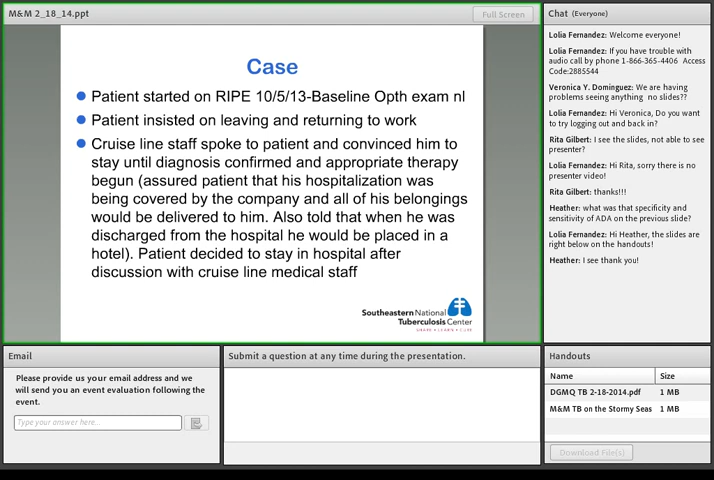 M&M 2_18_14.ppt
Full Screen
Case
Patient started on RIPE 10/5/13-Baseline Opth exam nl
Patient insisted on leaving and returning to work
Cruise line staff spoke to patient and convinced him to
stay until diagnosis confirmed and appropriate therapy
begun (assured patient that his hospitalization was
being covered by the company and all of his belongings
would be delivered to him. Also told that when he was
discharged from the hospital he would be placed in a
hotel). Patient decided to stay in hospital after
discussion with cruise line medical staff
Southeastern National
Tuberculosis Center
Chat (Everyone)
Lolia Fernandez: Welcome everyone!
Lolia Fernandez: If you have trouble with
audio call by phone 1-866-365-4406 Access
Code:2885544
Veronica Y. Dominguez: We are having
problems seeing anything no slides??
Lolia Fernandez: Hi Veronica, Do you want
to try logging out and back in?
Rita Gilbert: I see the slides, not able to see
presenter?
Lolia Fernandez: Hi Rita, sorry there is no
presenter video!
Rita Gilbert: thanks!!!
Heather: what was that specificity and
sensitivity of ADA on the previous slide?
Lolia Fernandez: Hi Heather, the slides are
right below on the handouts!
Heather: I see thank you!
Email
Please provide us your email address and we
will send you an event evaluation following the
event.
Type your answer here...
Submit a question at any time during the presentation.
Handouts
Name Size
DGMQ TB 2-18-2014.pdf 1 MB
M&M TB on the Stormy Seas 1 MB
Download File(s)